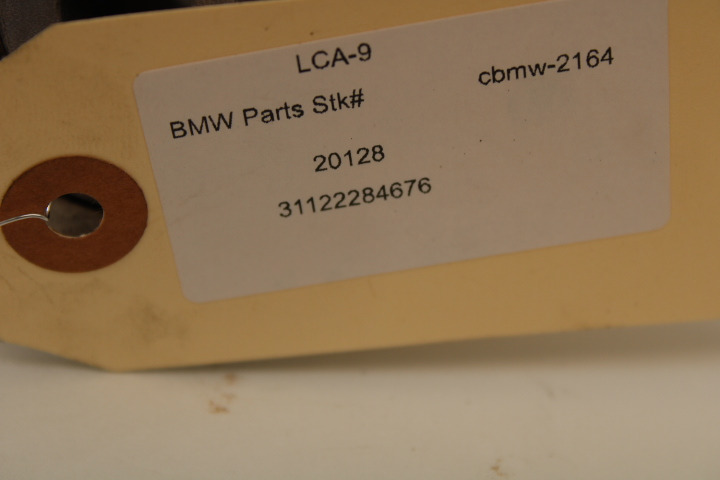 LCA-9
cbmw-2164
BMW Parts Stk#
20128
31122284676